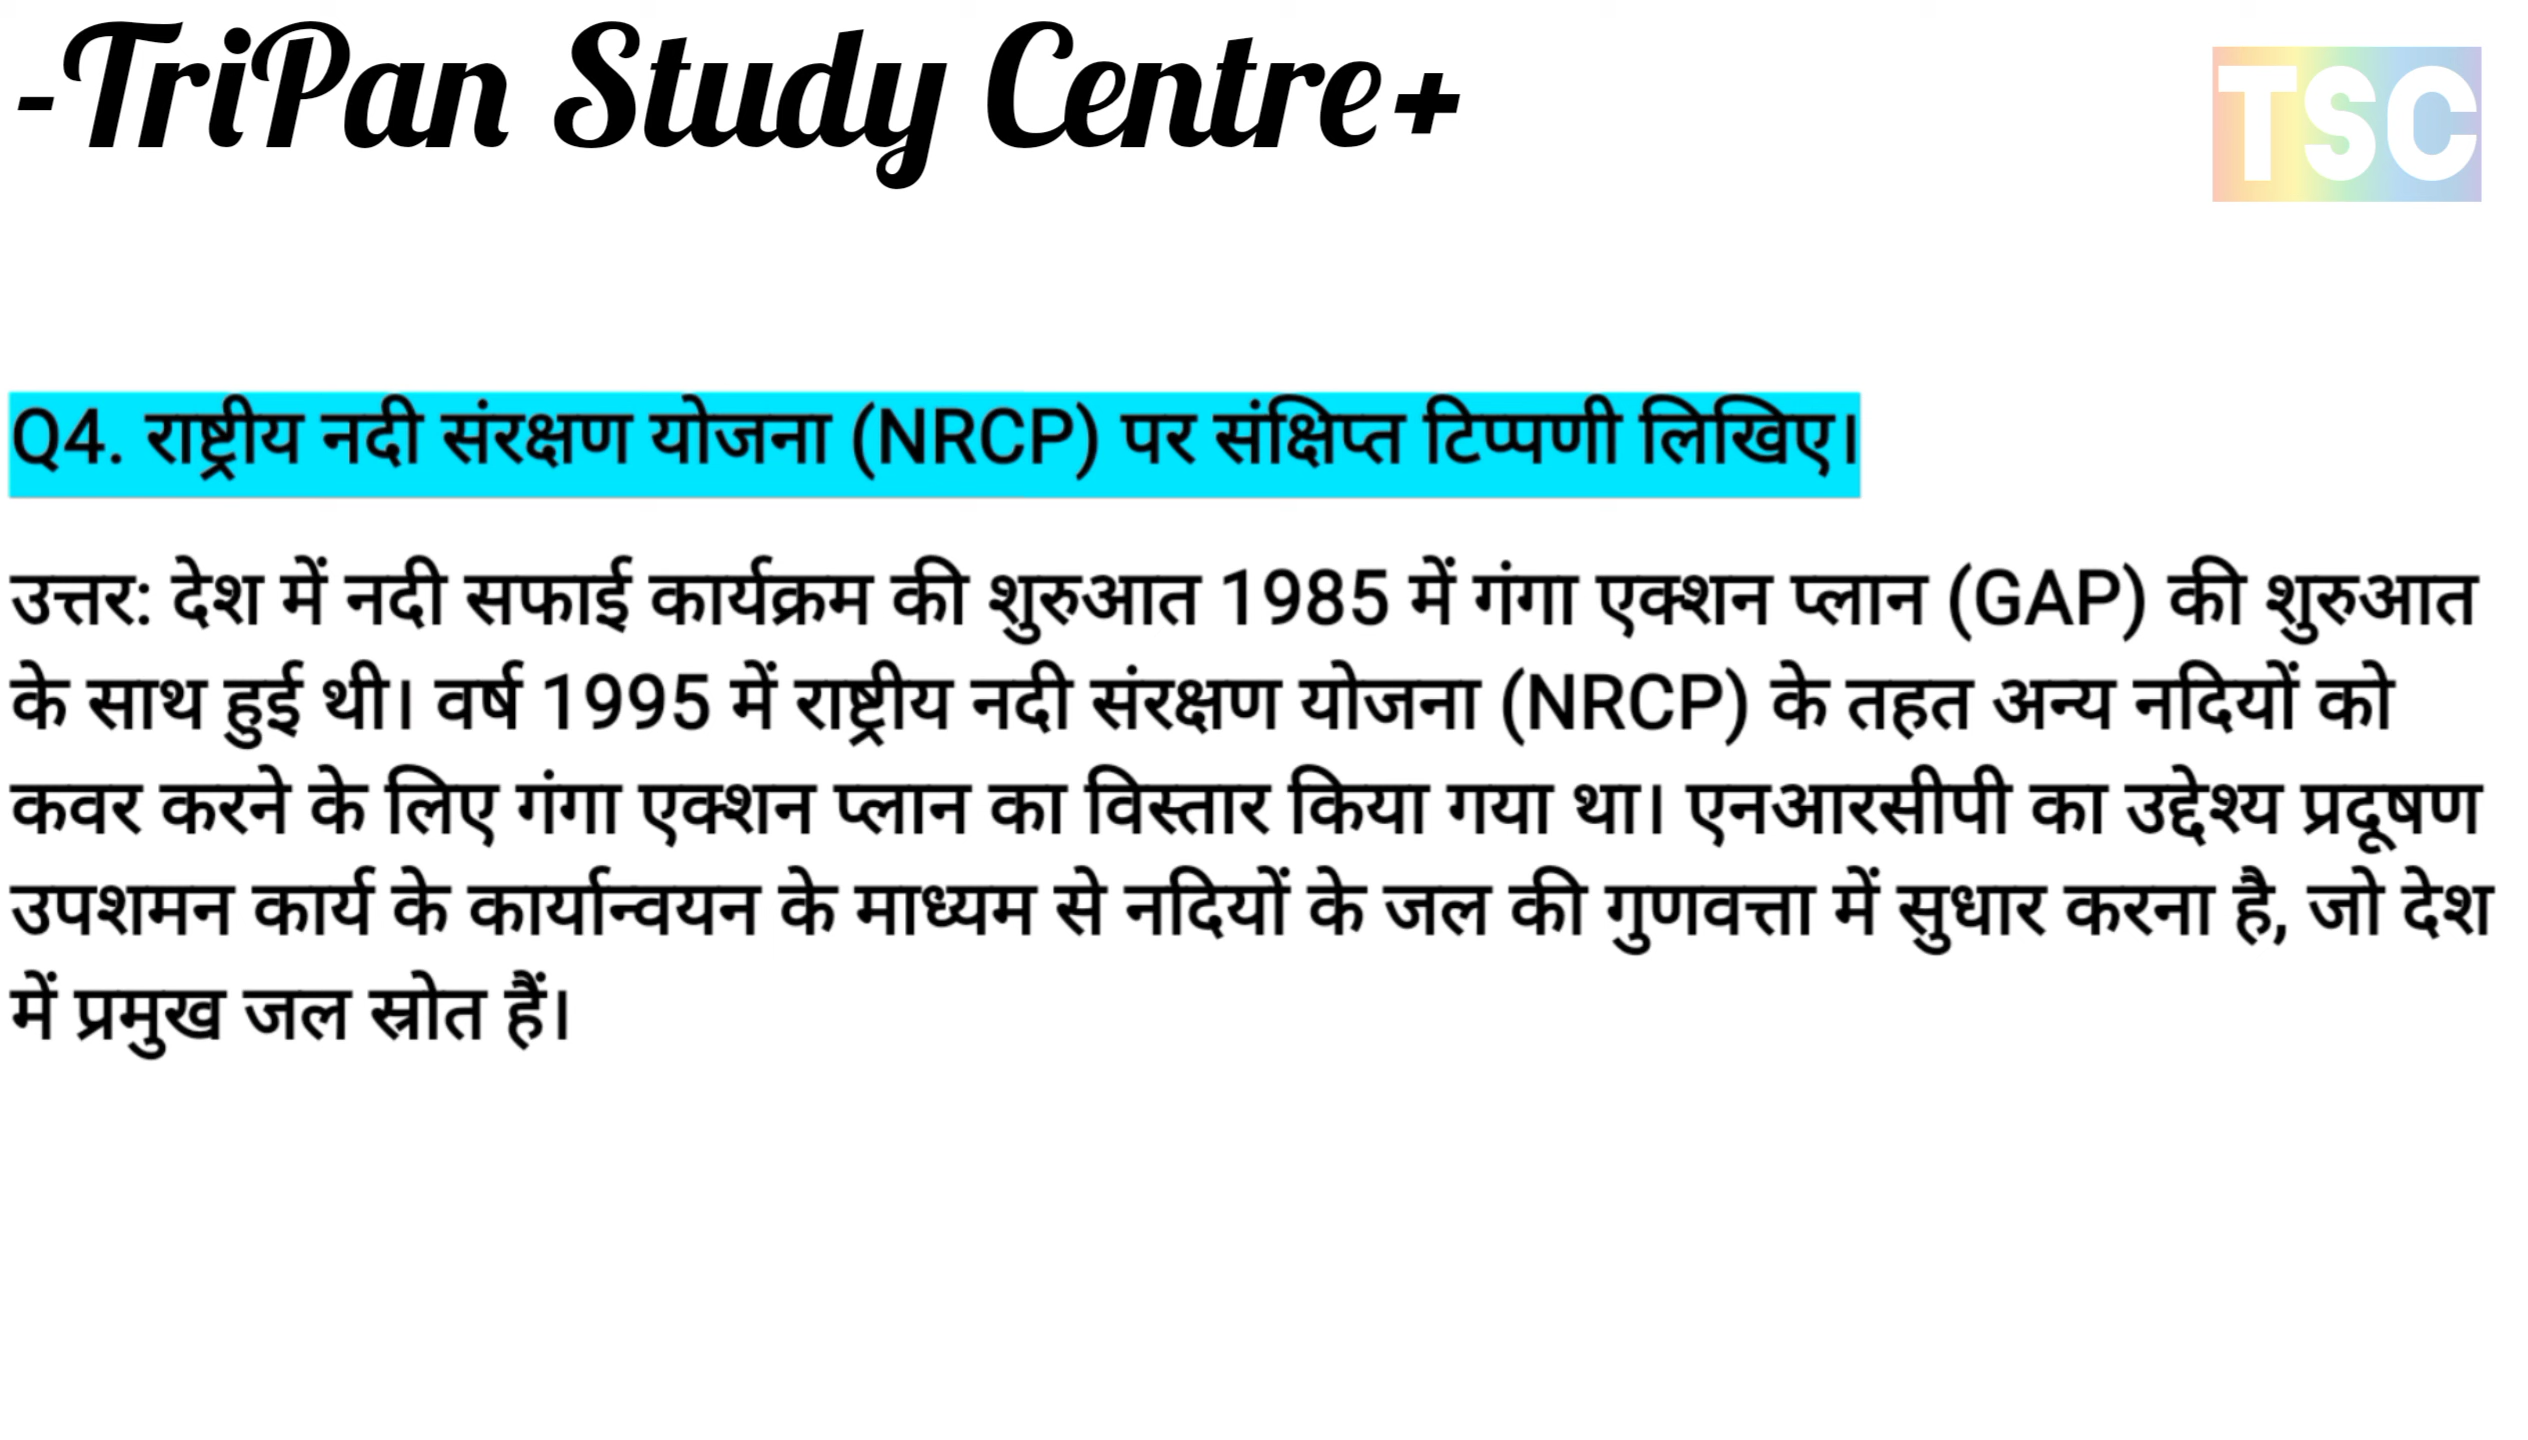 -TriPan Study Centre+
TSC
Q4. राष्ट्रीय नदी संरक्षण योजना (NRCP) पर संक्षिप्त टिप्पणी लिखिए।
उत्तर: देश में नदी सफाई कार्यक्रम की शुरुआत 1985 में गंगा एक्शन प्लान (GAP) की शुरुआत
के साथ हुई थी। वर्ष 1995 में राष्ट्रीय नदी संरक्षण योजना (NRCP) के तहत अन्य नदियों को
कवर करने के लिए गंगा एक्शन प्लान का विस्तार किया गया था। एनआरसीपी का उद्देश्य प्रदूषण
उपशमन कार्य के कार्यान्वयन के माध्यम से नदियों के जल की गुणवत्ता में सुधार करना है, जो देश
में प्रमुख जल स्रोत हैं।